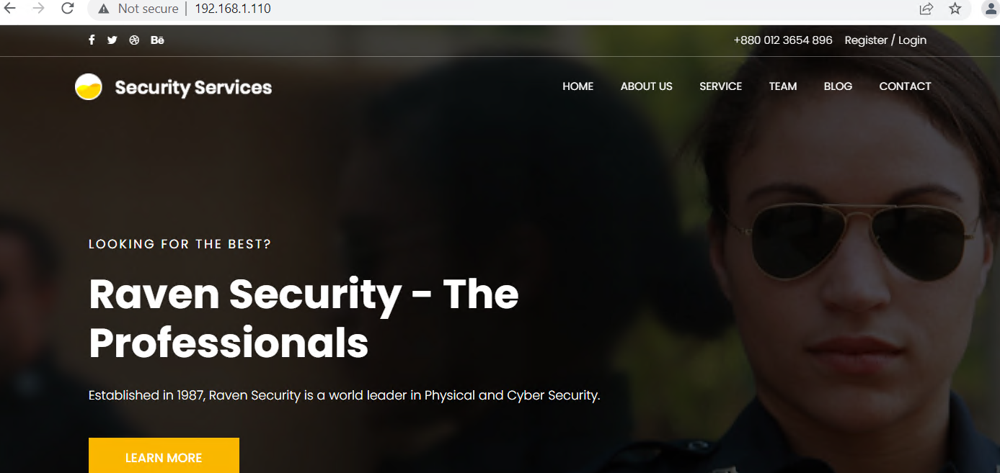 Not secure | 192.168.1.110
Bē
+880 012 3654 896 Register / Login
Security Services
HOME ABOUT US SERVICE TEAM BLOG CONTACT
LOOKING FOR THE BEST?
Raven Security - The
Professionals
Established in 1987, Raven Security is a world leader in Physical and Cyber Security.
LEARN MORE